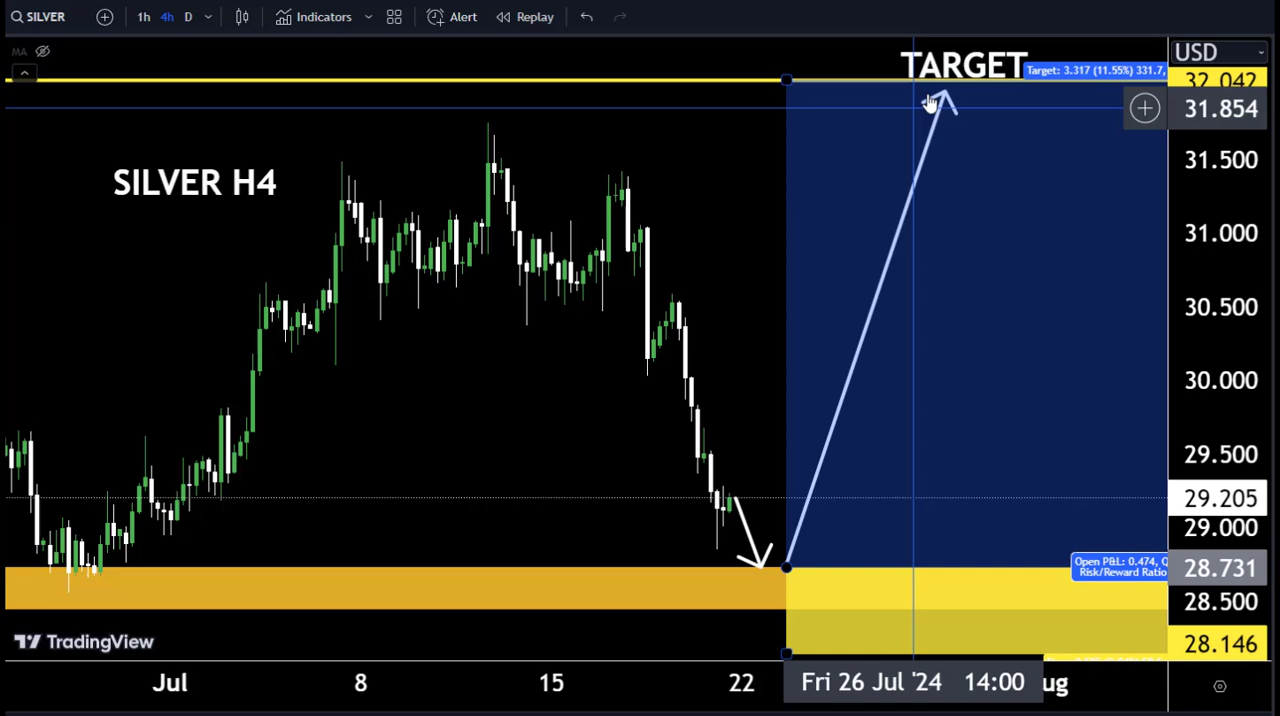 SILVER 1h 4h D Indicators Alert Replay
MA
USD
TARGET
Target: 3.317 (11.55%) 331.7,
32.042
31.854
SILVER H4
31.500
31.000
30.500
30.000
29.500
29.205
29.000
Open P&L: 0.474, Q
Risk/Reward Ratio
28.731
28.500
TradingView
28.146
Jul 8 15 22 Fri 26 Jul '24 14:00 ug